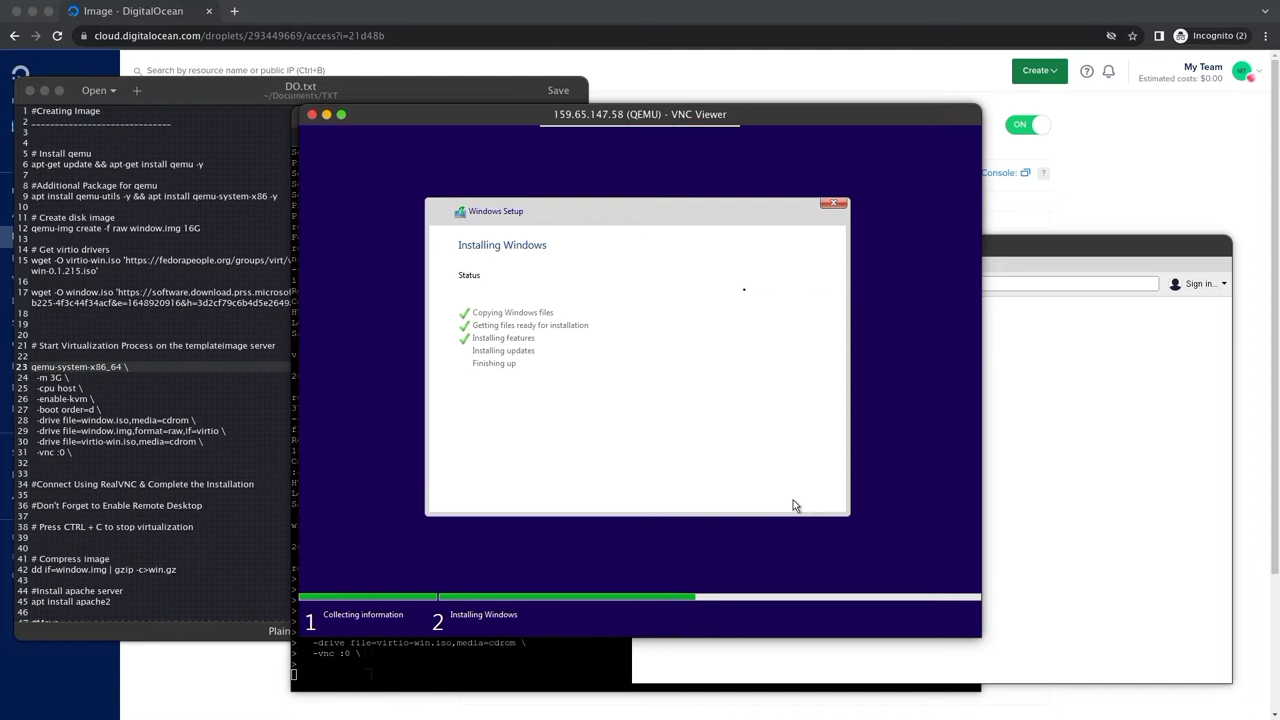 Image - DigitalOcean
cloud.digitalocean.com/droplets/293449669/access?i=21d48b
Incognito (2)
Search by resource name or public IP (Ctrl+B)
Create
My Team
Estimated costs: $0.00
MT
ON
Console:
?
Sign in...
Open
DO.txt
~/Documents/TXT
Save
1 #Creating Image
2 ------------------------------
3
4
5 # Install qemu
6 apt-get update && apt-get install qemu -y
7
8 #Additional Package for qemu
9 apt install qemu-utils -y && apt install qemu-system-x86 -y
10
11 # Create disk image
12 qemu-img create -f raw window.img 16G
13
14 # Get virtio drivers
15 wget -O virtio-win.iso 'https://fedorapeople.org/groups/virt/
win-0.1.215.iso'
16
17 wget -O window.iso 'https://software.download.prss.microsof
b225-4f3c44f34acf&e=1648920916&h=3d2cf79c6b4d5e2649
18
19
20
21 # Start Virtualization Process on the templateimage server
22
23 qemu-system-x86_64 \
24 -m 3G \
25 -cpu host \
26 -enable-kvm \
27 -boot order=d \
28 -drive file=window.iso,media=cdrom \
29 -drive file=window.img,format=raw,if=virtio \
30 -drive file=virtio-win.iso,media=cdrom \
31 -vnc :0 \
32
33
34 #Connect Using RealVNC & Complete the Installation
35
36 #Don't Forget to Enable Remote Desktop
37
38 # Press CTRL + C to stop virtualization
39
40
41 # Compress image
42 dd if=window.img | gzip -c>win.gz
43
44 #Install apache server
45 apt install apache2
46
Plain
159.65.147.58 (QEMU) - VNC Viewer
Windows Setup
Installing Windows
Status
Copying Windows files
Getting files ready for installation
Installing features
Installing updates
Finishing up
1 Collecting information
2 Installing Windows
-drive file=virtio-win.iso,media=cdrom \
> -vnc :0 \
>